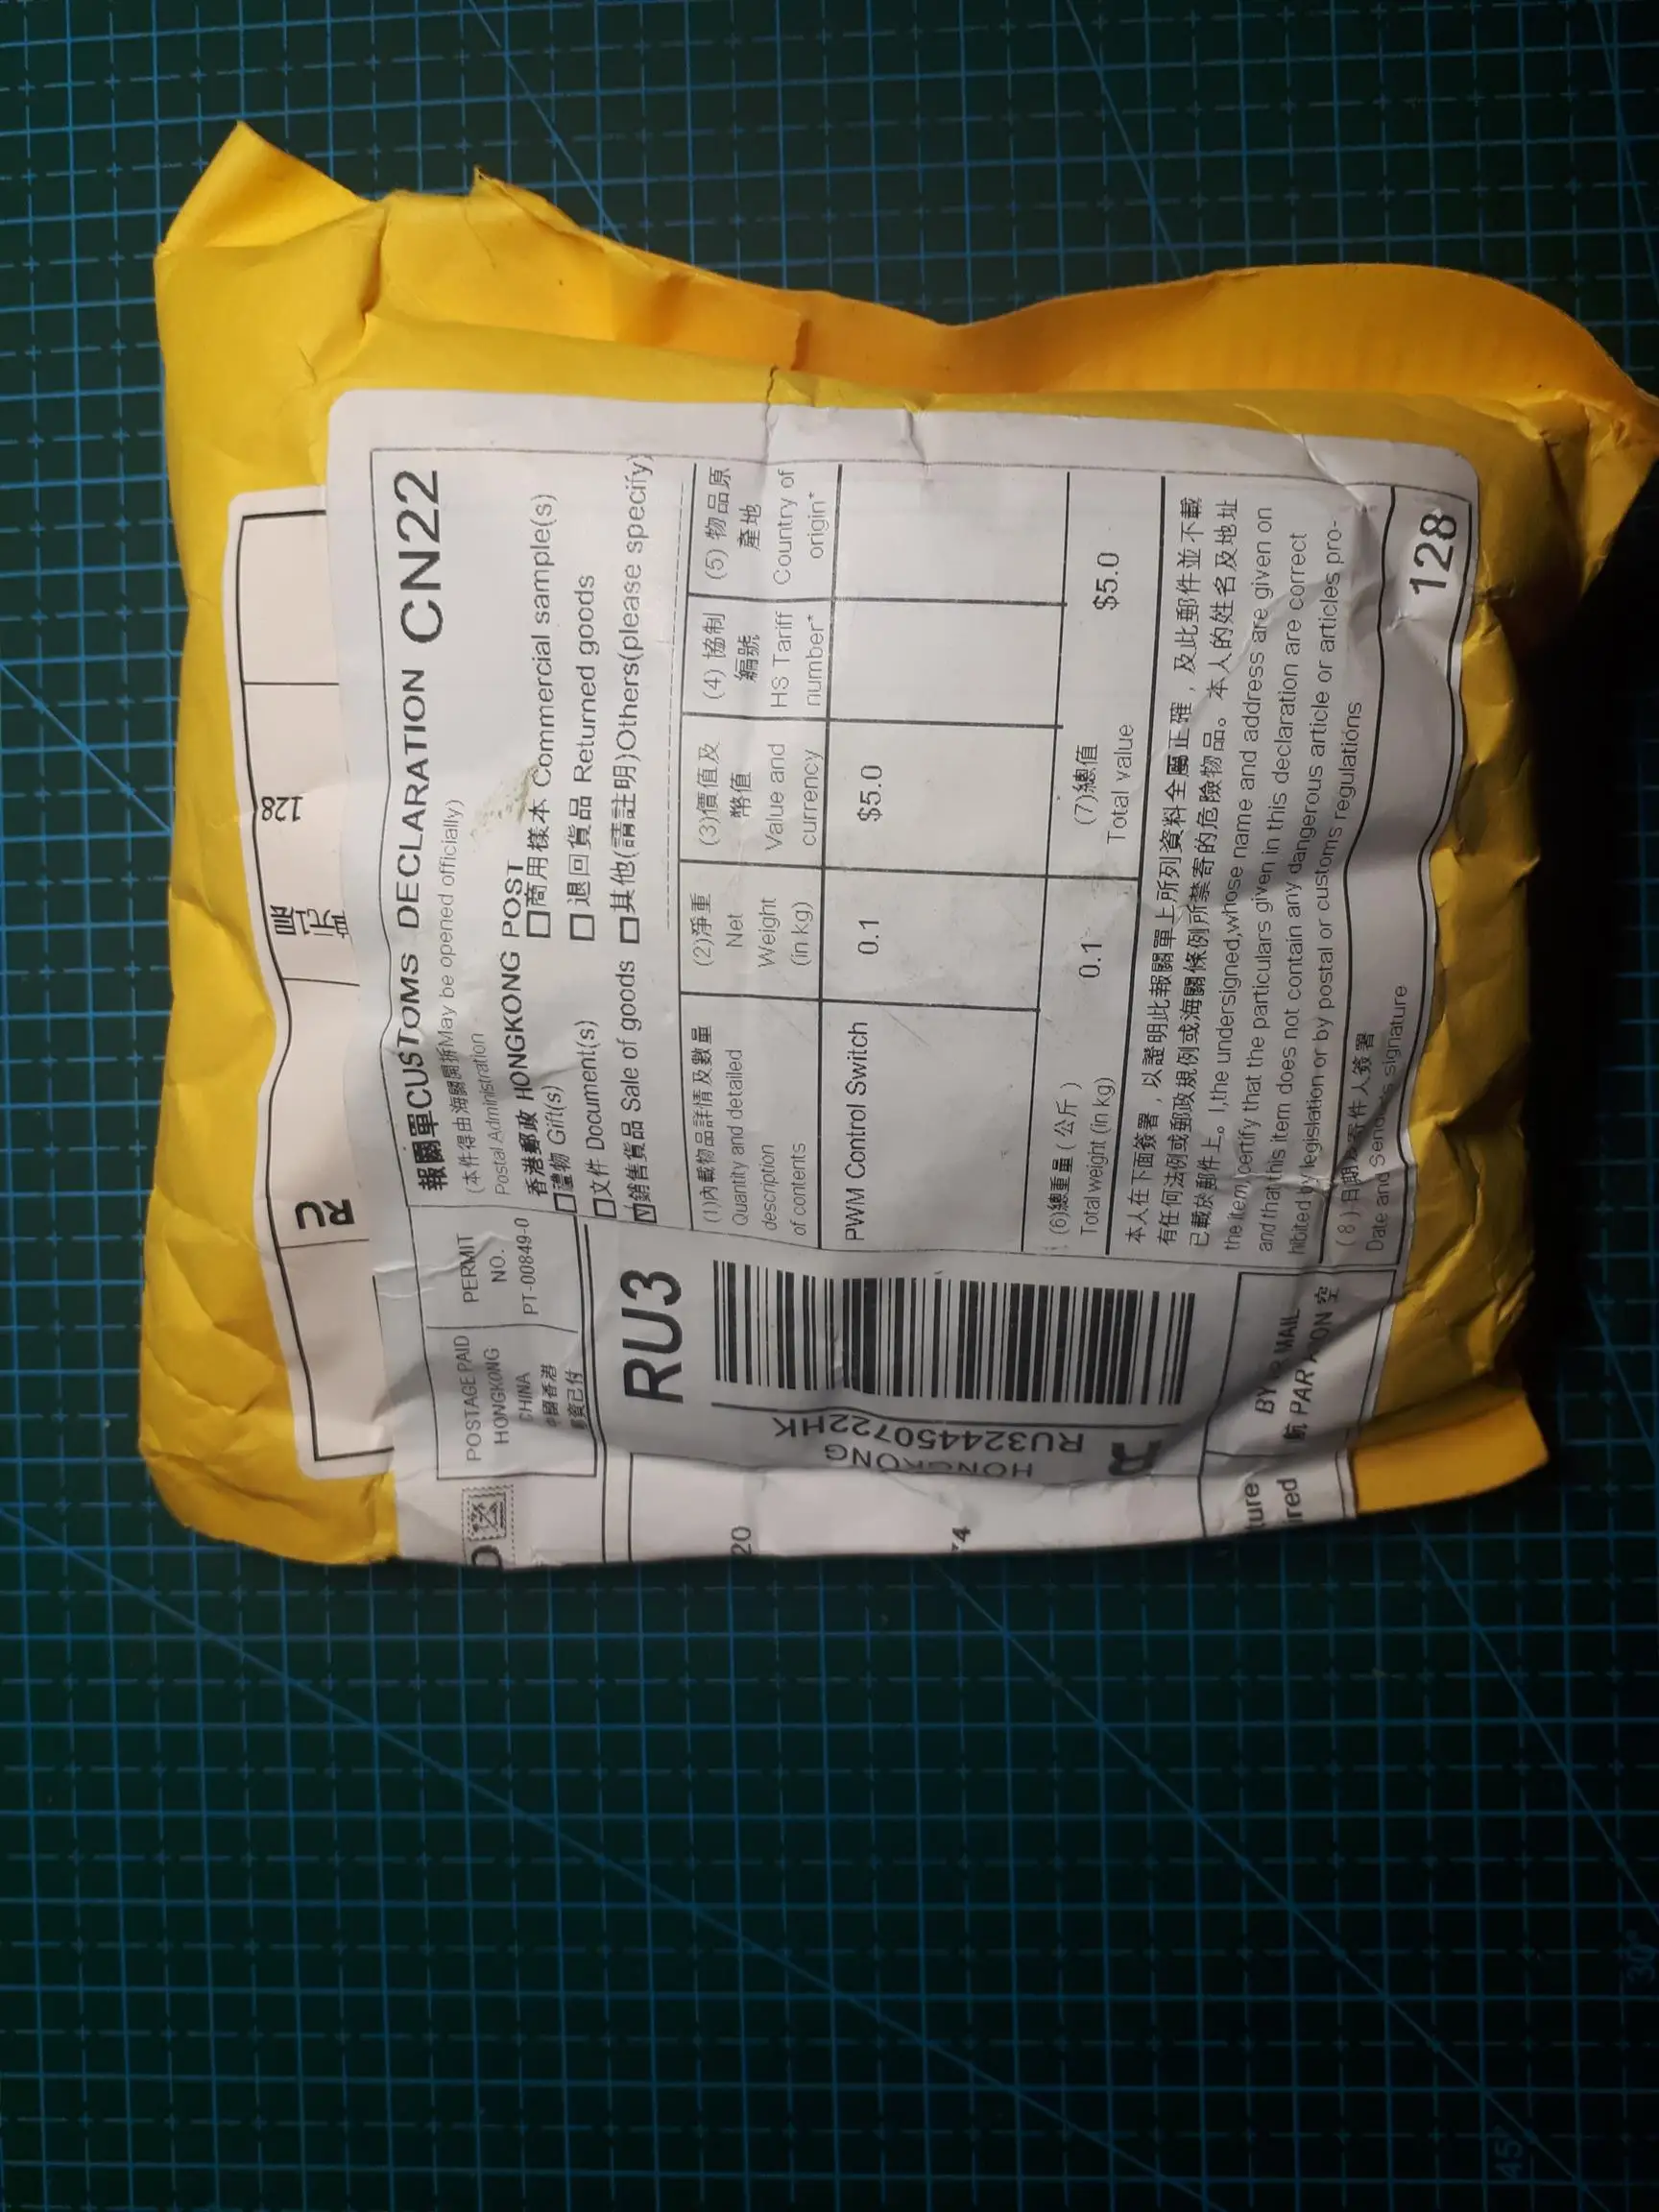 報關單CUSTOMS DECLARATION CN22
(本件得由海關開拆May be opened officially)
Postal Administration
香港郵政 HONGKONG POST
禮物 Gift(s)
商用樣本 Commercial sample(s)
文件 Document(s)
退回貨品 Returned goods
銷售貨品 Sale of goods
其他(請註明)Others(please specify)
(1)內載物品詳情及數量
Quantity and detailed
description
of contents
(2)淨重
Net
Weight
(in kg)
(3)價值及
幣值
Value and
currency
(4) 協制
編號
HS Tariff
number*
(5) 物品原
產地
Country of
origin*
PWM Control Switch
0.1
$5.0
(6)總重量(公斤)
Total weight (in kg)
0.1
(7)總值
Total value
$5.0
本人在下面簽署,以證明此報關單上所列資料全屬正確,及此郵件並不載
有任何法例或郵政規例或海關條例所禁寄的危險物品。本人的姓名及地址
已載於郵件上。I,the undersigned,whose name and address are given on
the item,certify that the particulars given in this declaration are correct
and that this item does not contain any dangerous article or articles pro-
hibited by legislation or by postal or customs regulations
(8)日期及寄件人簽署
Date and Sender's signature
128
POSTAGE PAID
HONGKONG
CHINA
中國香港
郵資已付
PERMIT
NO.
PT-00849-0
RU3
HONGKONG
RU324450722HK
BY MAIL
PAR
空
20
128